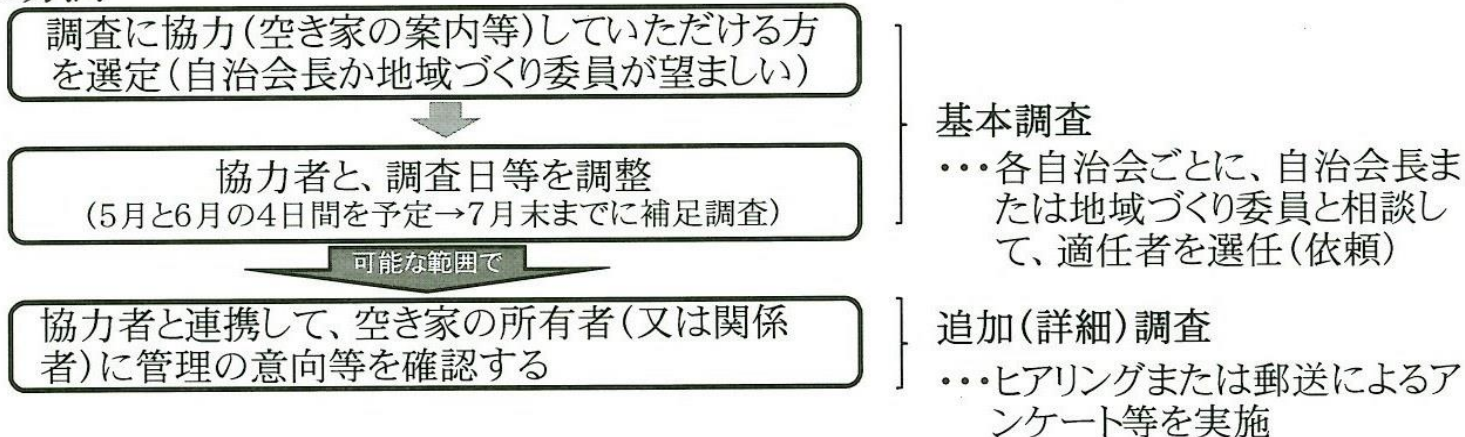 調査に協力(空き家の案内等)していただける方
を選定(自治会長か地域づくり委員が望ましい)
協力者と、調査日等を調整
(5月と6月の4日間を予定→7月末までに補足調査)
基本調査
･･･各自治会ごとに、自治会長ま
たは地域づくり委員と相談し
て、適任者を選任(依頼)
可能な範囲で
協力者と連携して、空き家の所有者(又は関係
者)に管理の意向等を確認する
追加(詳細)調査
･･･ヒアリングまたは郵送によるア
ンケート等を実施